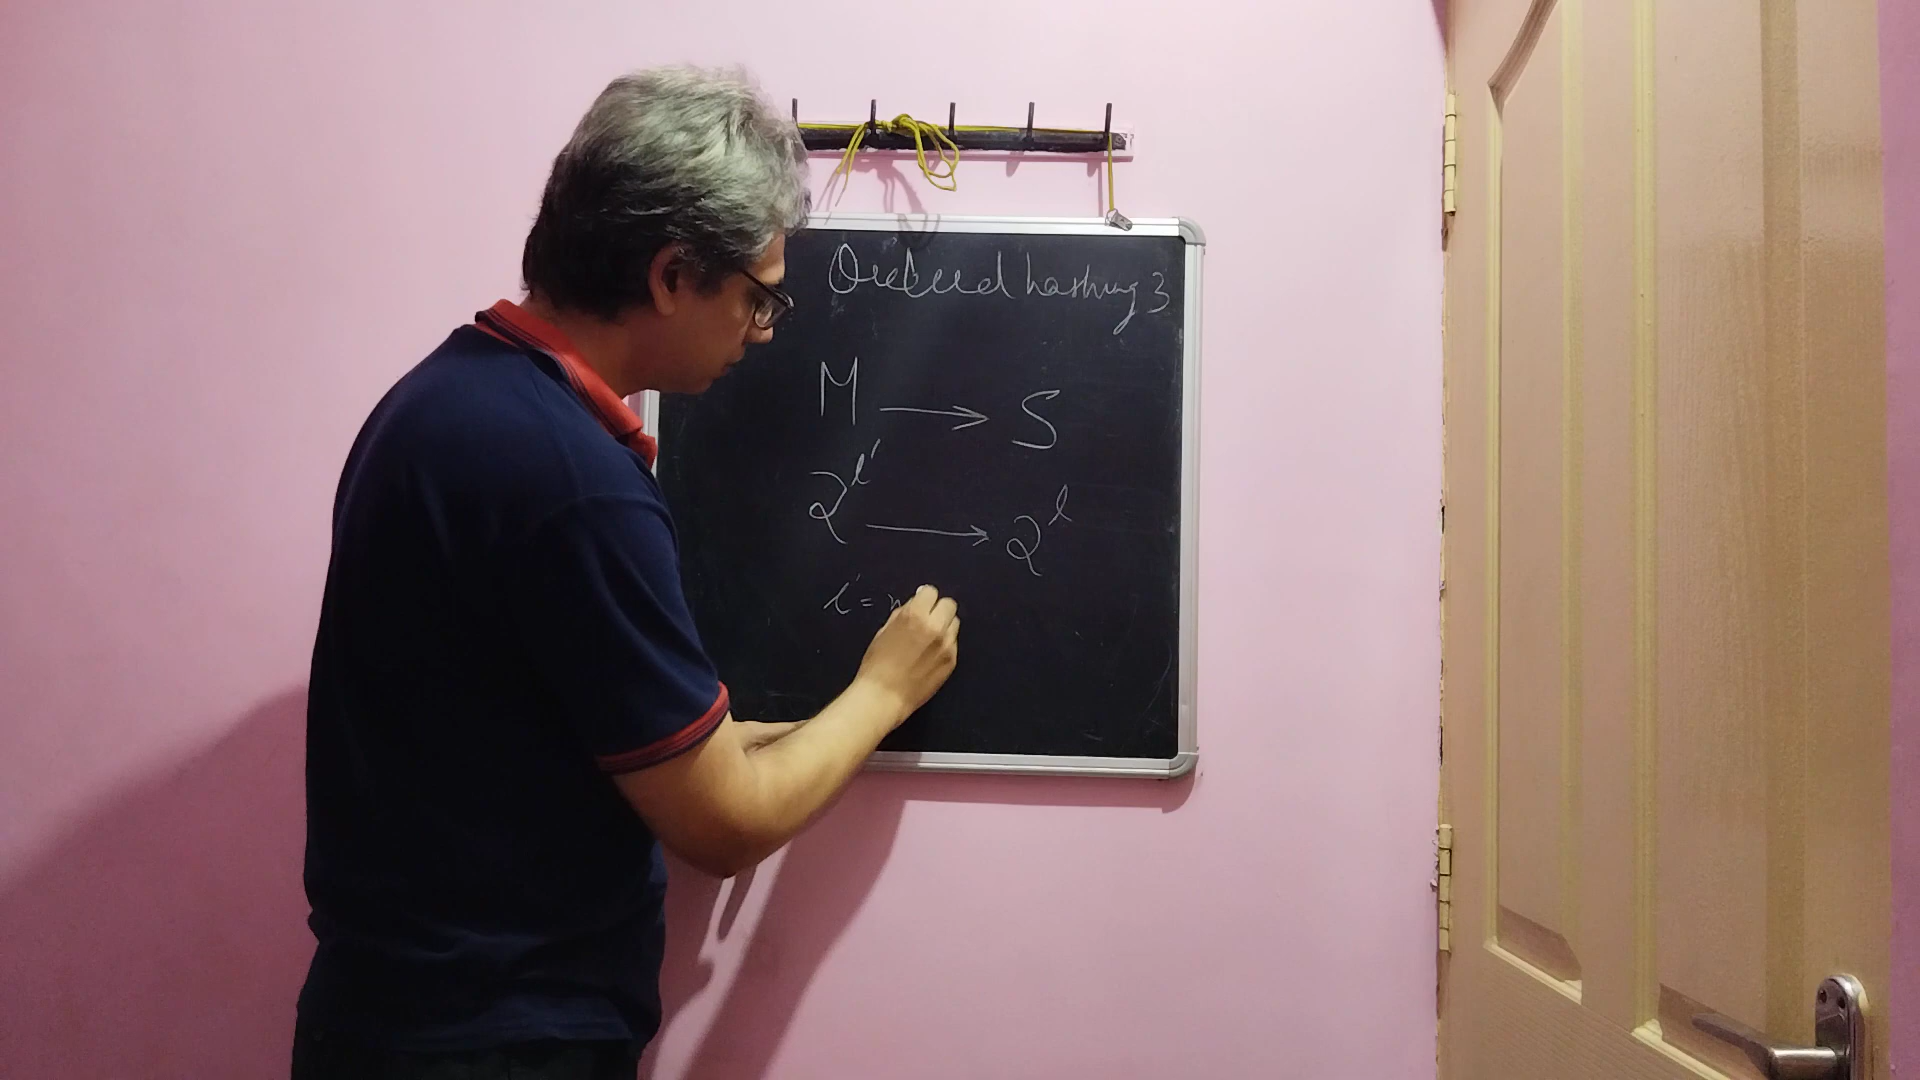 Ordered hashing 3
M → S
2^l' → 2^l
l' = n